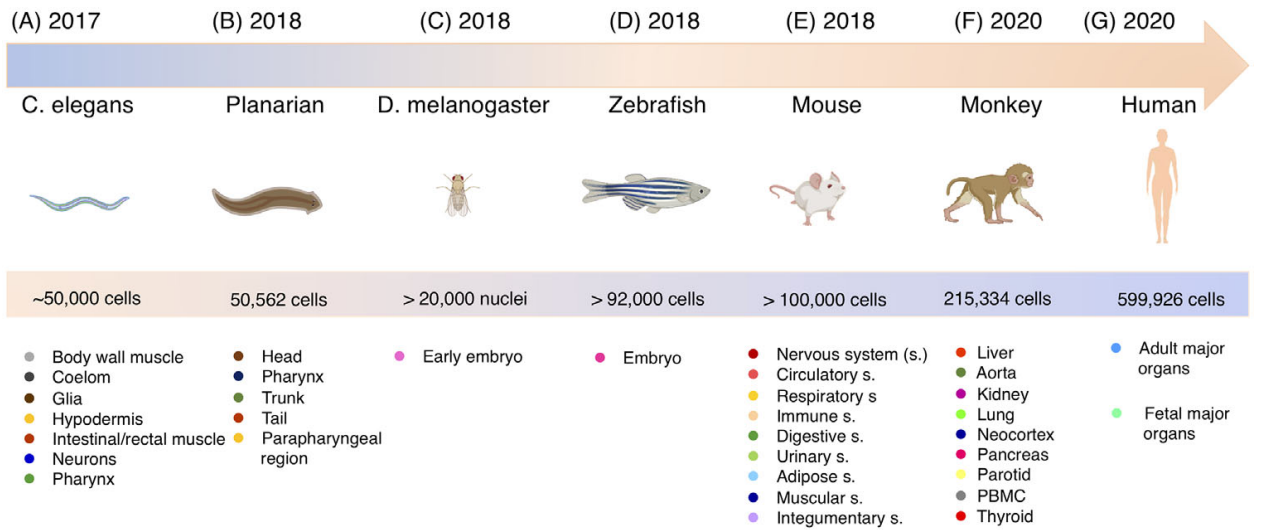 (A) 2017
(B) 2018
(C) 2018
(D) 2018
(E) 2018
(F) 2020
(G) 2020
C. elegans
Planarian
D. melanogaster
Zebrafish
Mouse
Monkey
Human
~50,000 cells
50,562 cells
> 20,000 nuclei
> 92,000 cells
> 100,000 cells
215,334 cells
599,926 cells
Body wall muscle
Coelom
Glia
Hypodermis
Intestinal/rectal muscle
Neurons
Pharynx
Head
Pharynx
Trunk
Tail
Parapharyngeal
region
Early embryo
Embryo
Nervous system (s.)
Circulatory s.
Respiratory s
Immune s.
Digestive s.
Urinary s.
Adipose s.
Muscular s.
Integumentary s.
Liver
Aorta
Kidney
Lung
Neocortex
Pancreas
Parotid
PBMC
Thyroid
Adult major
organs
Fetal major
organs